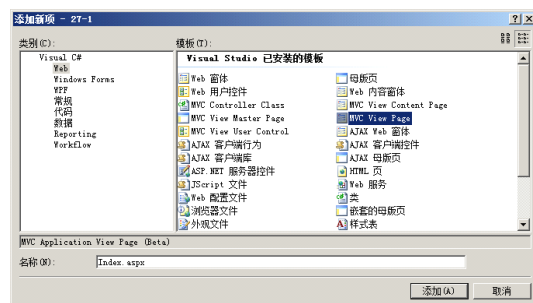 添加新项 - 27-1
类别(C):
模板(T):
Visual C#
Web
Windows Forms
WPF
常规
代码
数据
Reporting
Workflow
Visual Studio 已安装的模板
Web 窗体
母版页
Web 用户控件
Web 内容窗体
MVC Controller Class
MVC View Content Page
MVC View Master Page
MVC View Page
MVC View User Control
AJAX Web 窗体
AJAX 客户端行为
AJAX 客户端控件
AJAX 客户端库
AJAX 母版页
ASP.NET 服务器控件
HTML 页
JScript 文件
Web 服务
Web 配置文件
类
浏览器文件
嵌套的母版页
外观文件
样式表
MVC Application View Page (Beta)
名称(N):
Index.aspx
添加(A)
取消